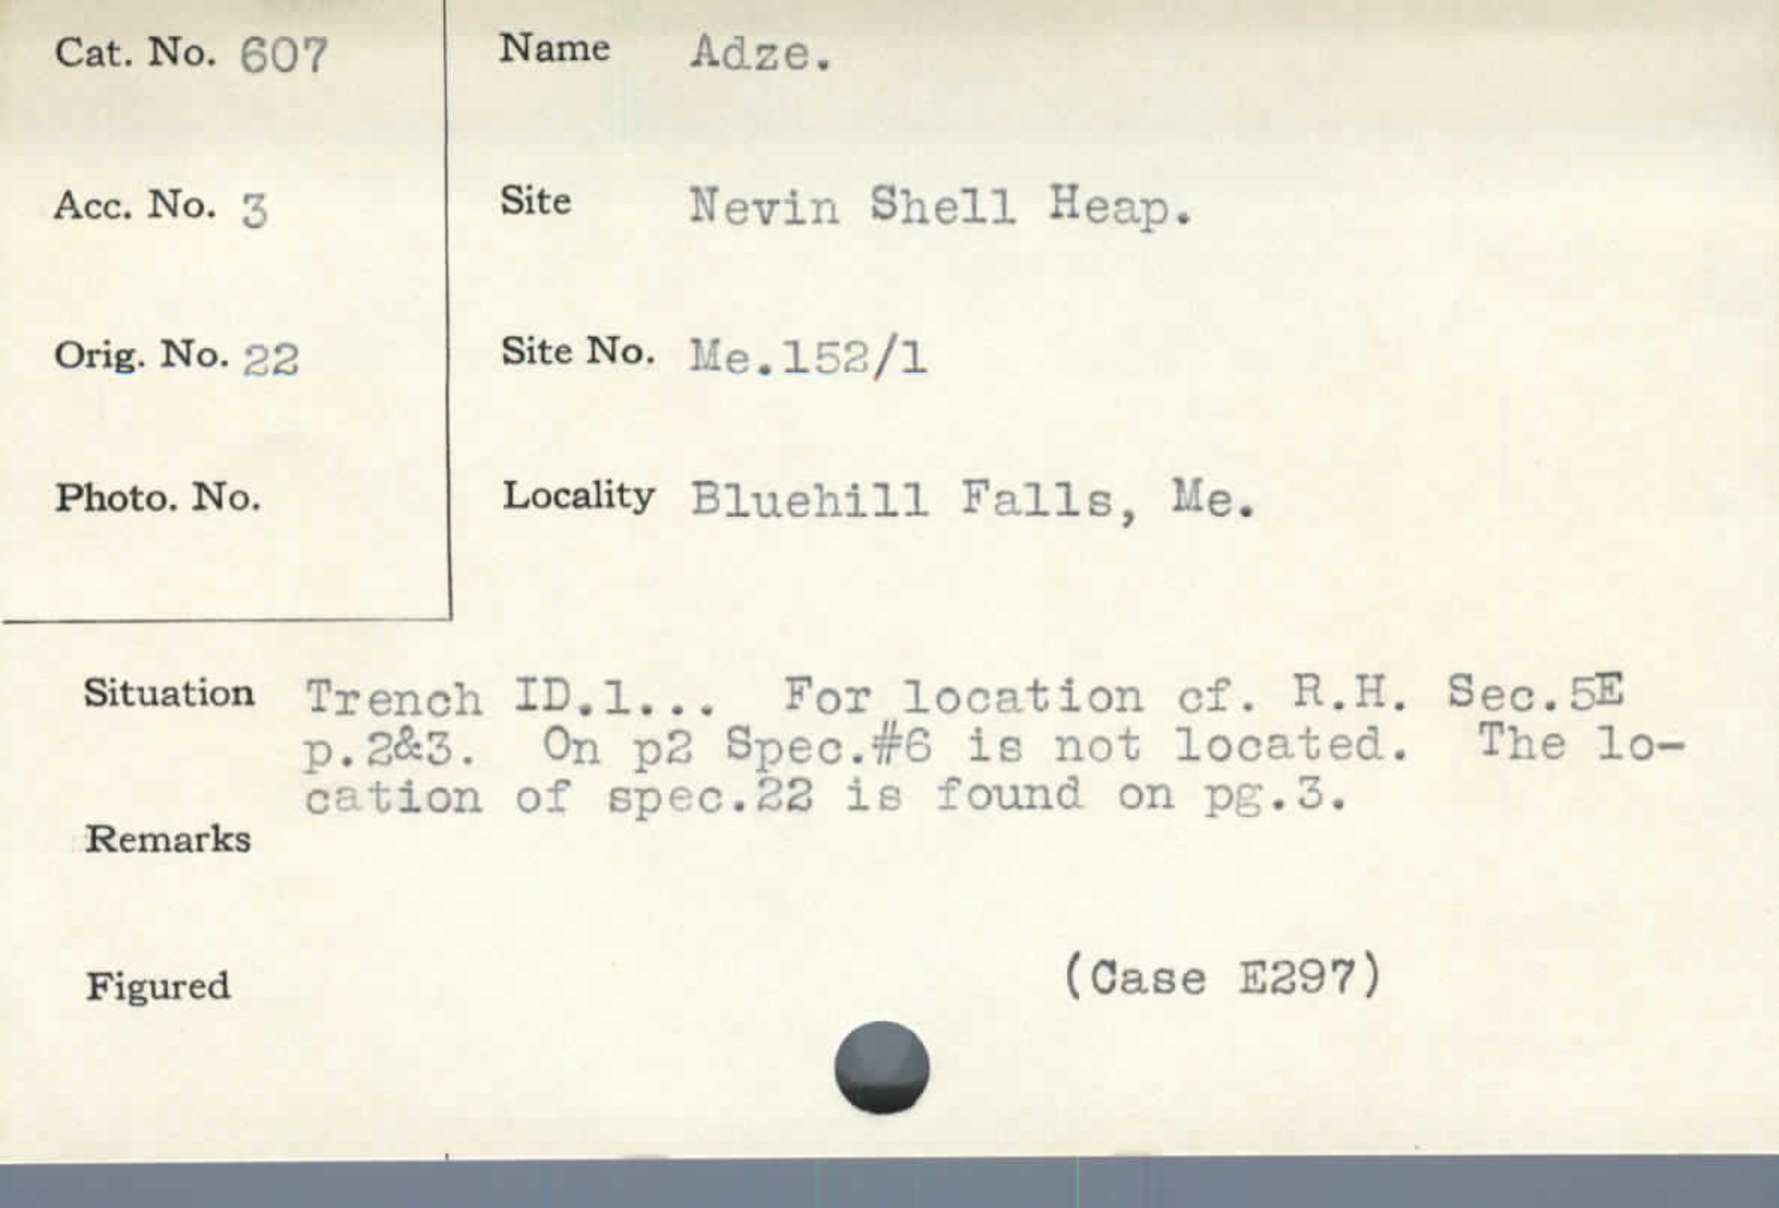 Cat. No. 607
Name Adze.
Acc. No. 3
Site Nevin Shell Heap.
Orig. No. 22
Site No. Me.152/1
Photo. No.
Locality Bluehill Falls, Me.
Situation Trench ID.1... For location cf. R.H. Sec.5E
p.2&3. On p2 Spec.#6 is not located. The lo-
cation of spec.22 is found on pg.3.
Remarks
Figured
(Case E297)